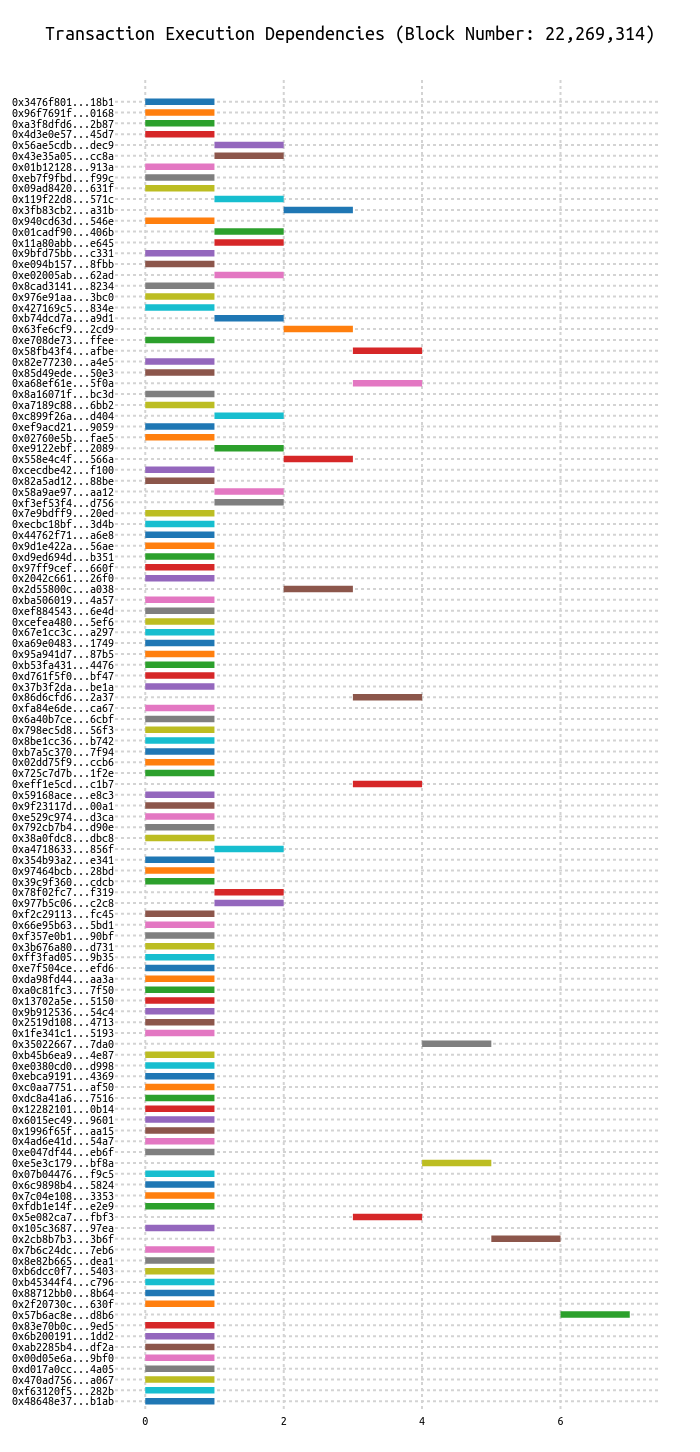 Transaction Execution Dependencies (Block Number: 22,269,314)
0x3476f801...18b1
0x96f7691f...0168
0xa3f8dfd6...2b87
0x4d3e0e57...45d7
0x56ae5cdb...dec9
0x43e35a05...cc8a
0x01b12128...913a
0xeb7f9fbd...f99c
0x09ad8420...631f
0x119f22d8...571c
0x3fb83cb2...a31b
0x940cd63d...546e
0x01cadf90...406b
0x11a80abb...e645
0x9bfd75bb...c331
0xe094b157...8fbb
0xe02005ab...62ad
0x8cad3141...8234
0x976e91aa...3bc0
0x427169c5...834e
0xb74dcd7a...a9d1
0x63fe6cf9...2cd9
0xe708de73...ffee
0x58fb43f4...afbe
0x82e77230...a4e5
0x85d49ede...50e3
0xa68ef61e...5f0a
0x8a16071f...bc3d
0xa7189c88...6bb2
0xc899f26a...d404
0xef9acd21...9059
0x02760e5b...fae5
0xe9122ebf...2089
0x558e4c4f...566a
0xcecdbe42...f100
0x82a5ad12...88be
0x58a9ae97...aa12
0xf3ef53f4...d756
0x7e9bdff9...20ed
0xecbc18bf...3d4b
0x44762f71...a6e8
0x9d1e422a...56ae
0xd9ed694d...b351
0x97ff9cef...660f
0x2042c661...26f0
0x2d55800c...a038
0xba506019...4a57
0xef884543...6e4d
0xcefea480...5ef6
0x67e1cc3c...a297
0xa69e0483...1749
0x95a941d7...87b5
0xb53fa431...4476
0xd761f5f0...bf47
0x37b3f2da...be1a
0x86d6cfd6...2a37
0xfa84e6de...ca67
0x6a40b7ce...6cbf
0x798ec5d8...56f3
0x8be1cc36...b742
0xb7a5c370...7f94
0x02dd75f9...ccb6
0x725c7d7b...1f2e
0xeff1e5cd...c1b7
0x59168ace...e8c3
0x9f23117d...00a1
0xe529c974...d3ca
0x792cb7b4...d90e
0x38a0fdc8...dbc8
0xa4718633...856f
0x354b93a2...e341
0x97464bcb...28bd
0x39c9f360...cdcb
0x78f02fc7...f319
0x977b5c06...c2c8
0xf2c29113...fc45
0x66e95b63...5bd1
0xf357e0b1...90bf
0x3b676a80...d731
0xff3fad05...9b35
0xe7f504ce...efd6
0xda98fd44...aa3a
0xa0c81fc3...7f50
0x13702a5e...5150
0x9b912536...54c4
0x2519d108...4713
0x1fe341c1...5193
0x35022667...7da0
0xb45b6ea9...4e87
0xe0380cd0...d998
0xebca9191...4369
0xc0aa7751...af50
0xdc8a41a6...7516
0x12282101...0b14
0x6015ec49...9601
0x1996f65f...aa15
0x4ad6e41d...54a7
0xe047df44...eb6f
0xe5e3c179...bf8a
0x07b04476...f9c5
0x6c9898b4...5824
0x7c04e108...3353
0xfdb1e14f...e2e9
0x5e082ca7...fbf3
0x105c3687...97ea
0x2cb8b7b3...3b6f
0x7b6c24dc...7eb6
0x8e82b665...dea1
0xb6dcc0f7...5403
0xb45344f4...c796
0x88712bb0...8b64
0x2f20730c...630f
0x57b6ac8e...d8b6
0x83e70b0c...9ed5
0x6b200191...1dd2
0xab2285b4...df2a
0x00d05e6a...9bf0
0xd017a0cc...4a05
0x470ad756...a067
0xf63120f5...282b
0x48648e37...b1ab
0 2 4 6